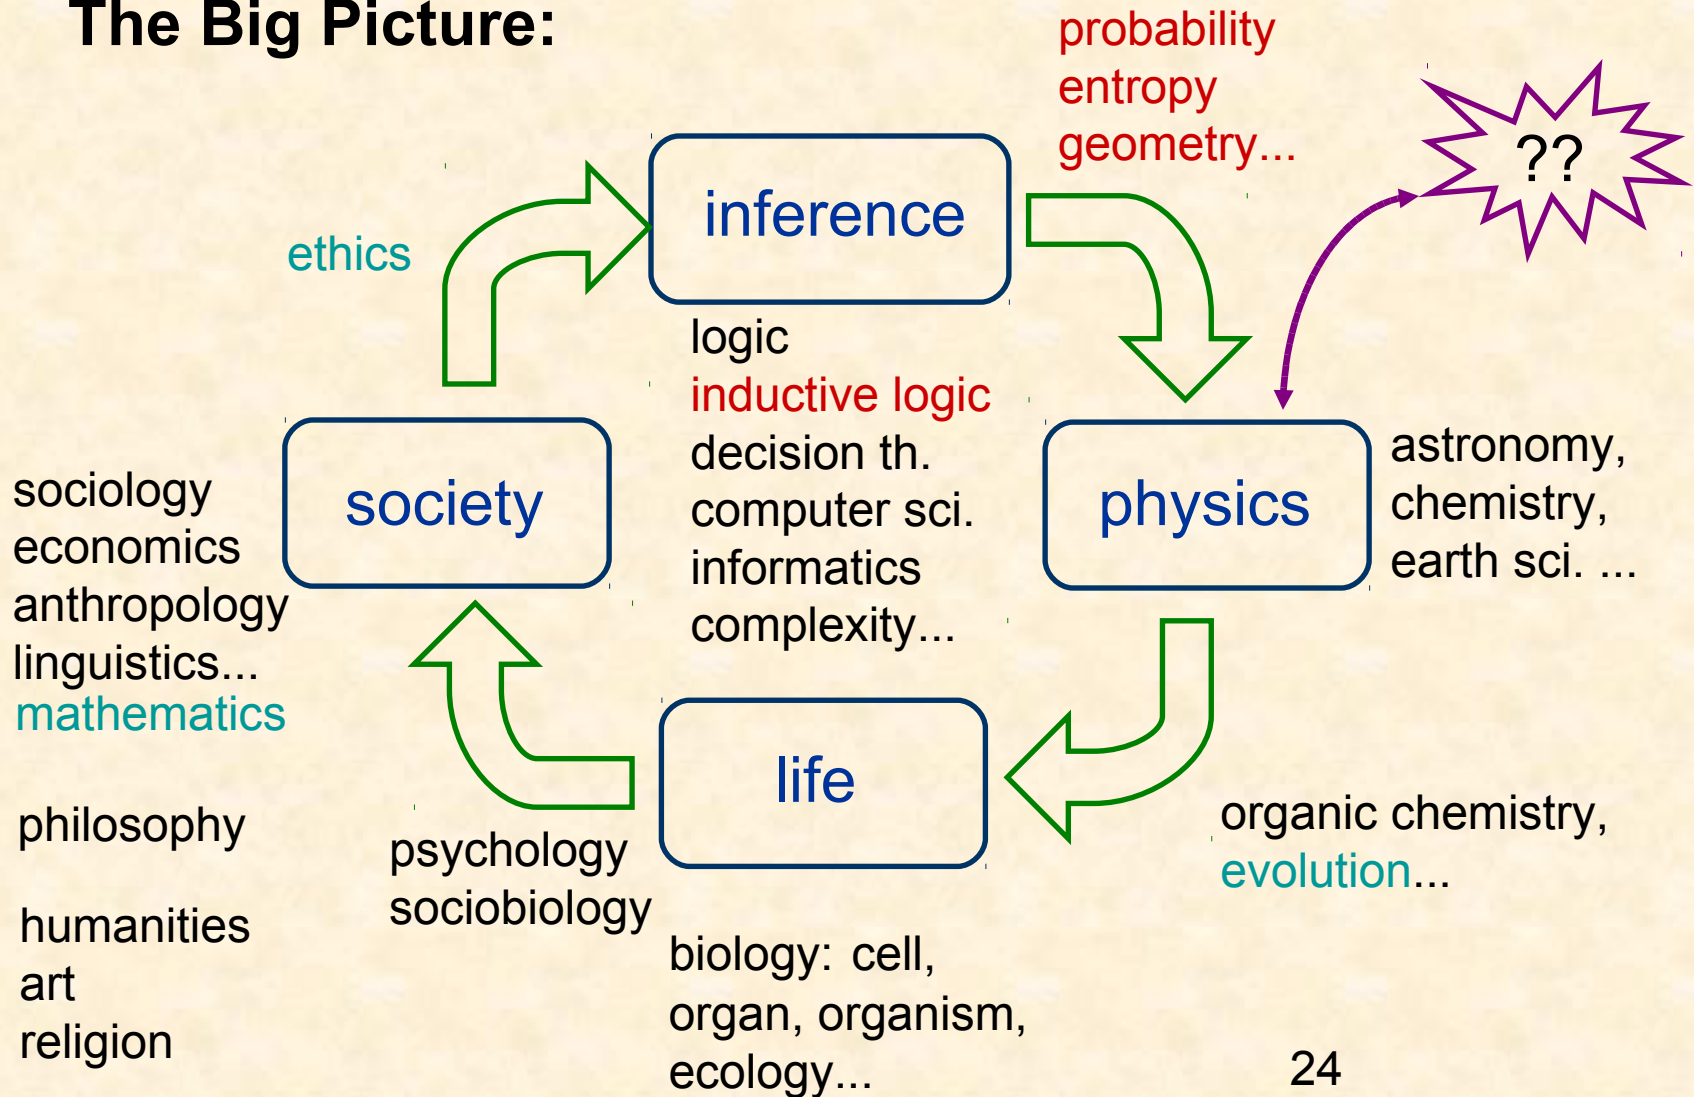 The Big Picture:
probability
entropy
geometry...
??
inference
ethics
logic
inductive logic
decision th.
computer sci.
informatics
complexity...
society
physics
astronomy,
chemistry,
earth sci. ...
sociology
economics
anthropology
linguistics...
mathematics
philosophy
humanities
art
religion
life
psychology
sociobiology
organic chemistry,
evolution...
biology: cell,
organ, organism,
ecology...
24